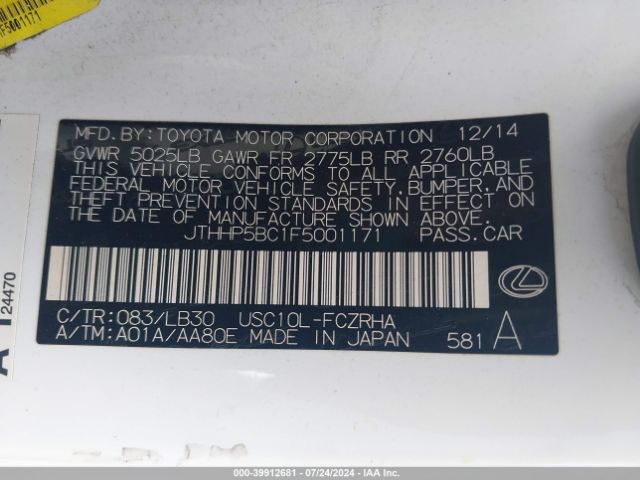 F5001171
MFD.BY:TOYOTA MOTOR CORPORATION 12/14
GVWR 5025LB GAWR FR 2775LB RR 2760LB
THIS VEHICLE CONFORMS TO ALL APPLICABLE
FEDERAL MOTOR VEHICLE SAFETY,BUMPER,AND
THEFT PREVENTION STANDARDS IN EFFECT ON
THE DATE OF MANUFACTURE SHOWN ABOVE.
JTHHP5BC1F5001171 PASS.CAR
C/TR:083/LB30 USC10L-FCZRHA
A/TM:A01A/AA80E MADE IN JAPAN 581 A
24470
000-39912681 - 07/24/2024 - IAA Inc.